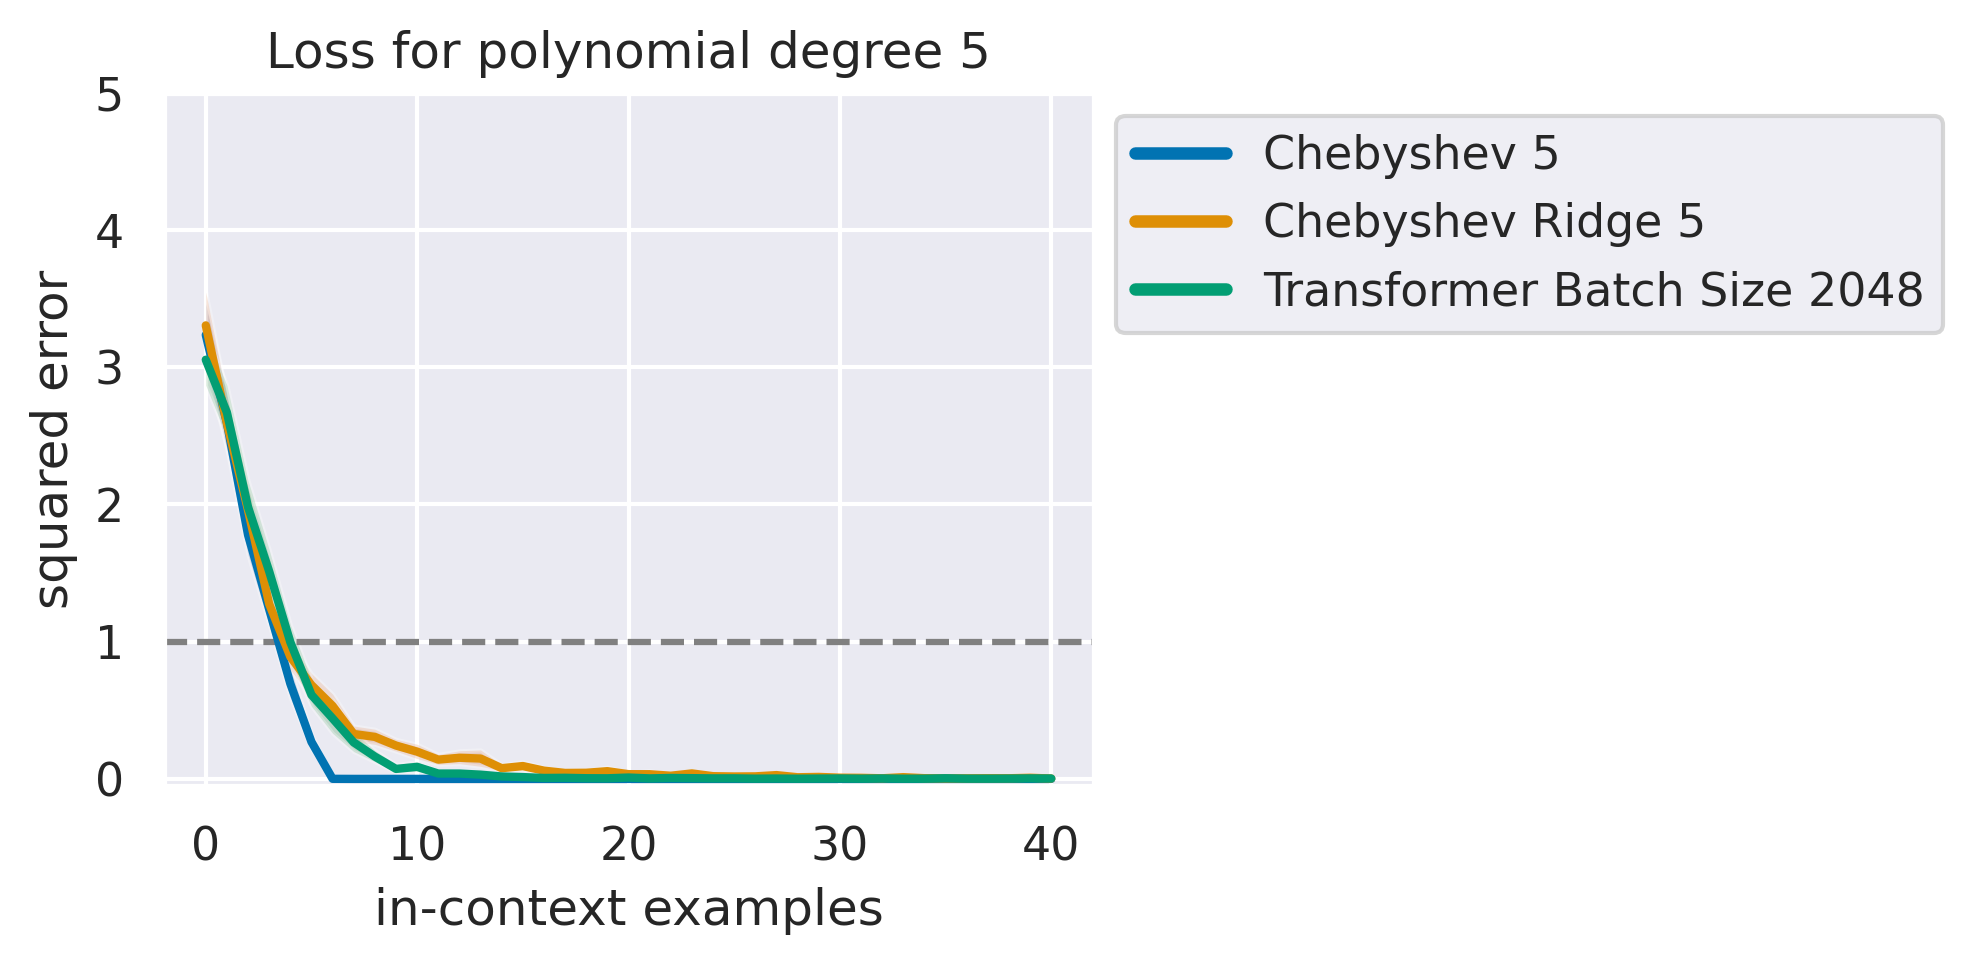 Loss for polynomial degree 5
5
4
3
2
1
0
squared error
0 10 20 30 40
in-context examples
Chebyshev 5
Chebyshev Ridge 5
Transformer Batch Size 2048